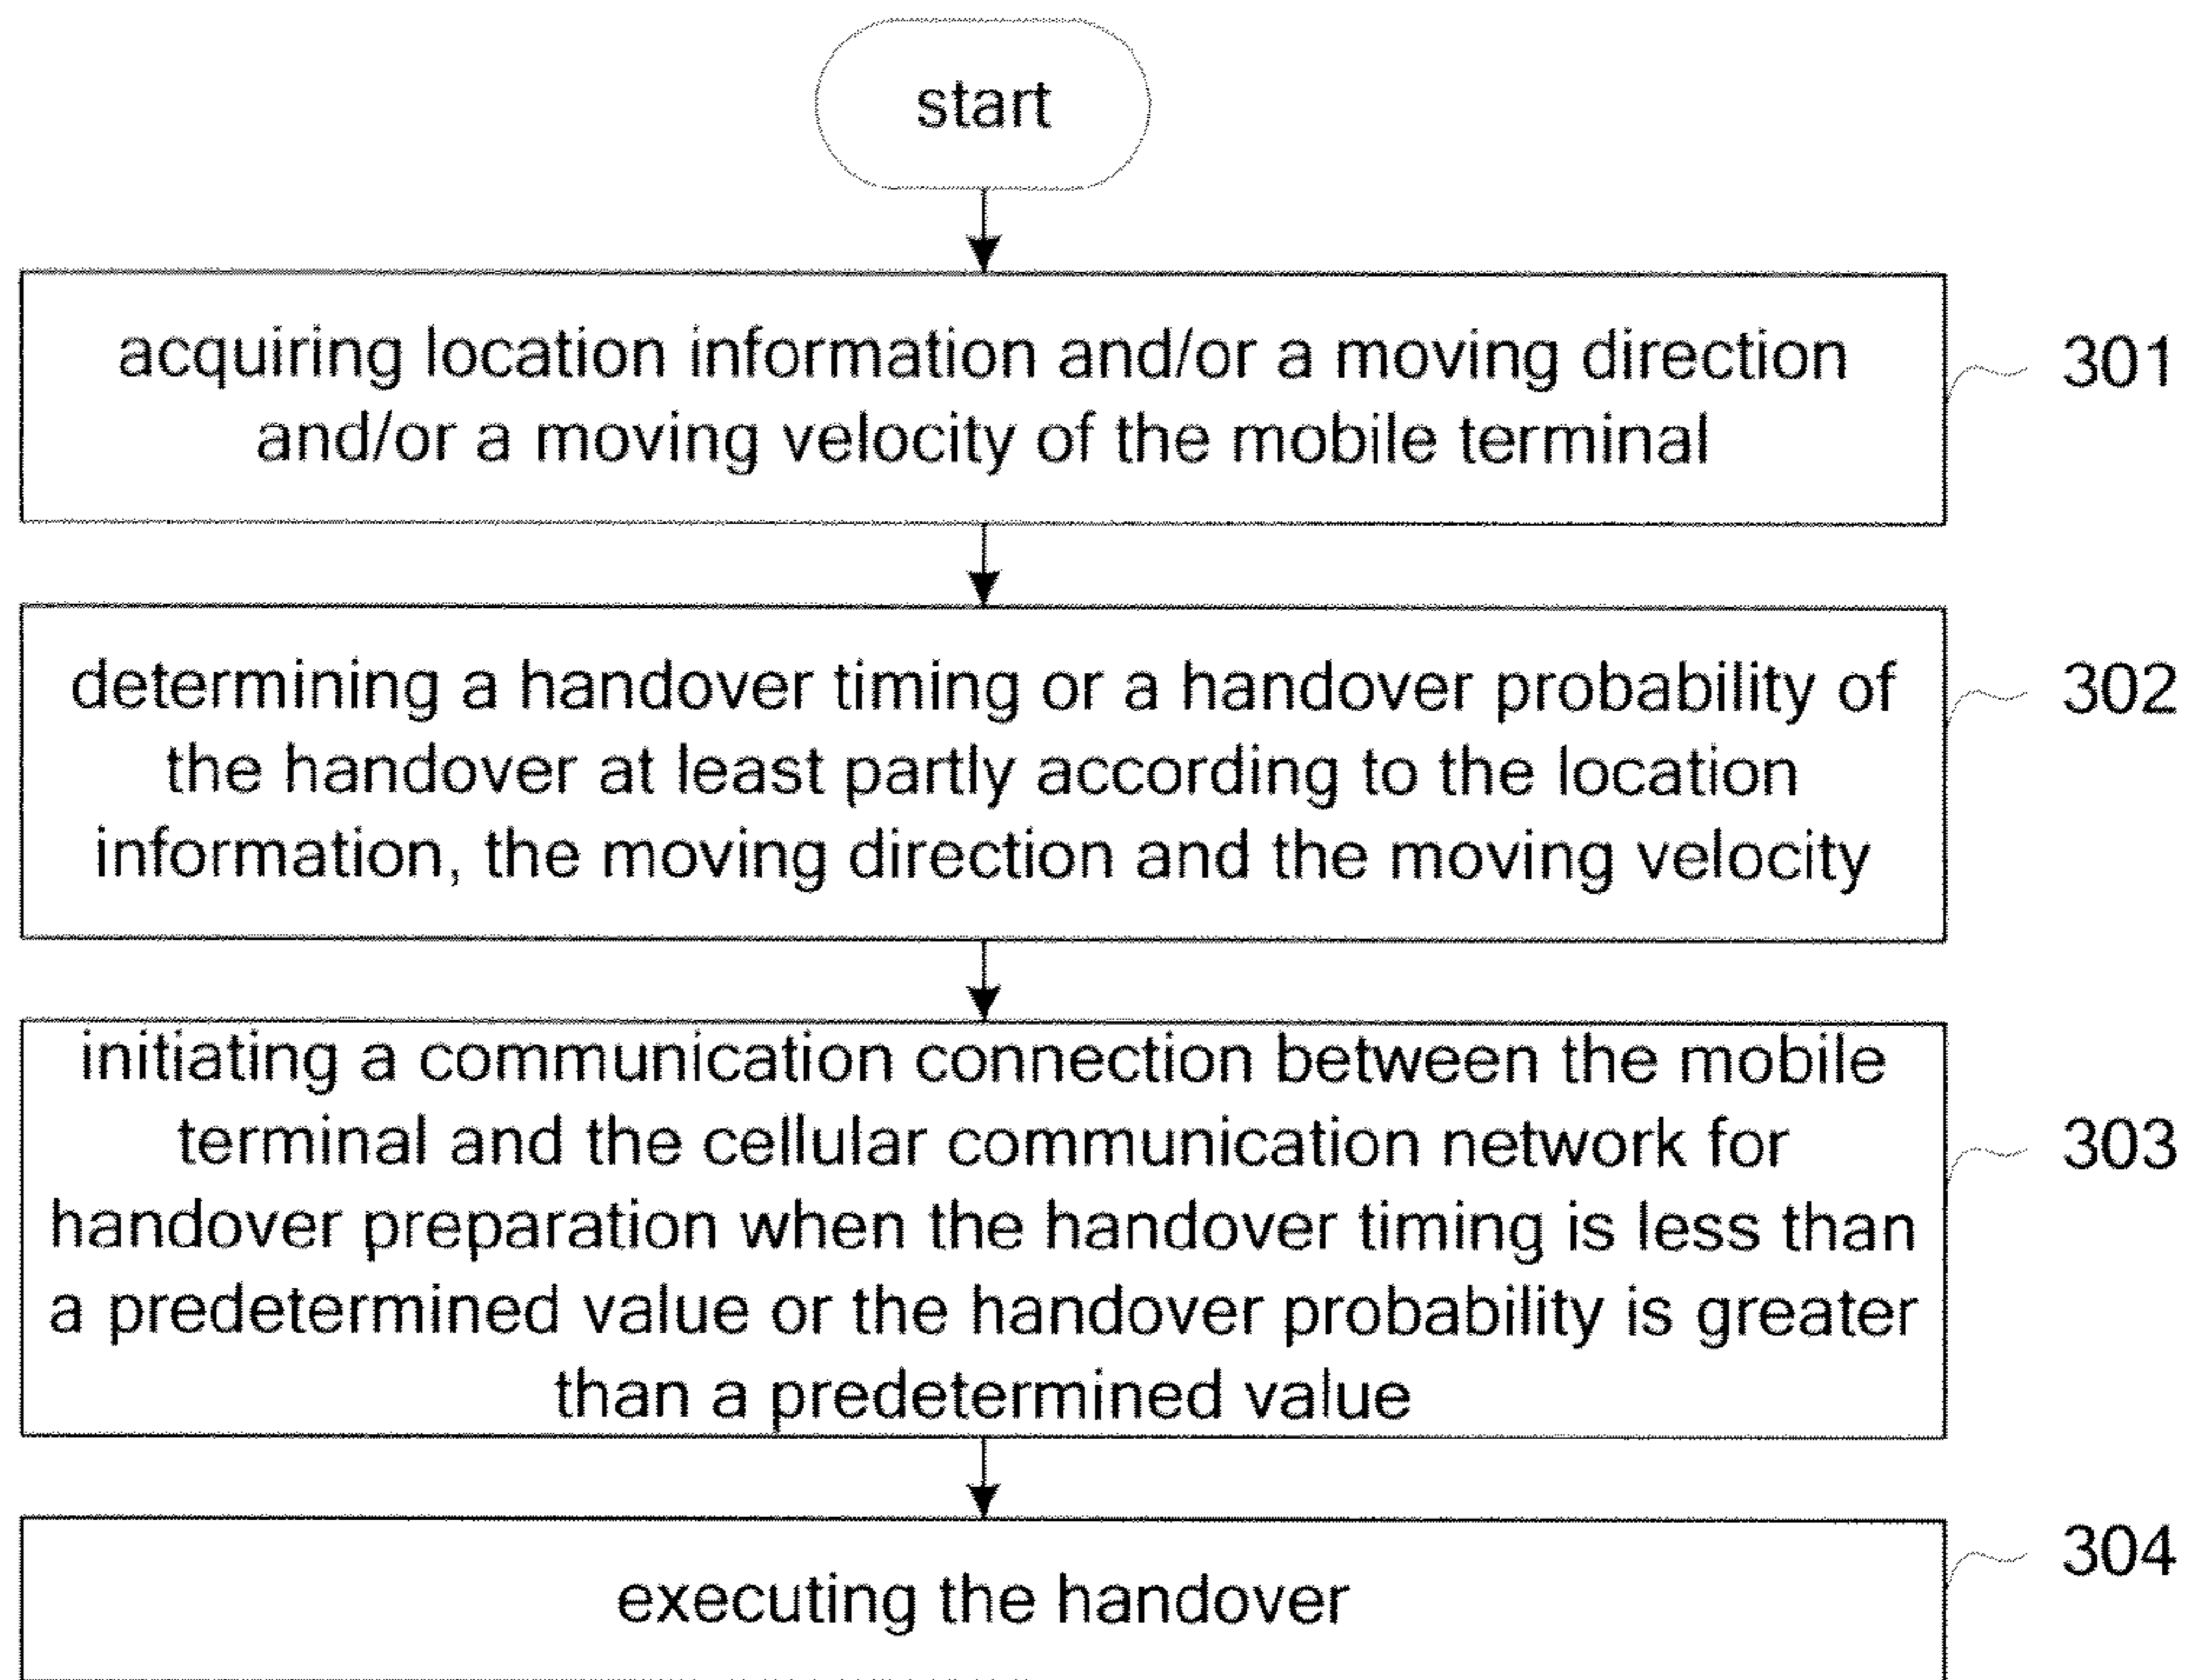 start
acquiring location information and/or a moving direction
and/or a moving velocity of the mobile terminal
301
determining a handover timing or a handover probability of
the handover at least partly according to the location
information, the moving direction and the moving velocity
302
initiating a communication connection between the mobile
terminal and the cellular communication network for
handover preparation when the handover timing is less than
a predetermined value or the handover probability is greater
than a predetermined value
303
executing the handover
304